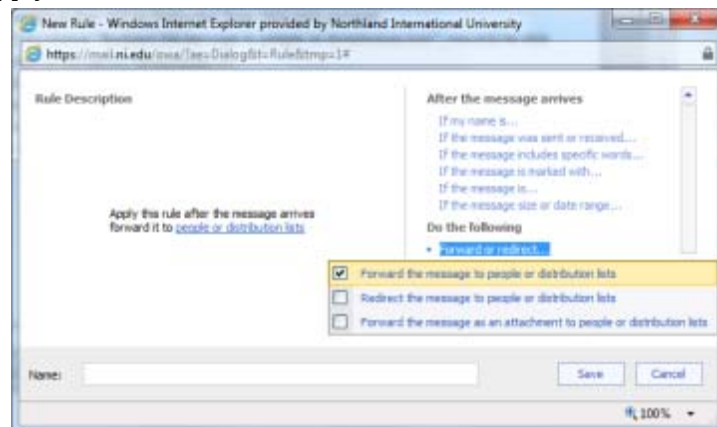 New Rule - Windows Internet Explorer provided by Northland International University
https://mail.ni.edu/owa/?ae=Dialog&t=Rule&tmp=1#
Rule Description
Apply this rule after the message arrives
forward it to people or distribution lists
After the message arrives
If my name is...
If the message was sent or received...
If the message includes specific words...
If the message is marked with...
If the message is...
If the message size or date range...
Do the following
• Forward or redirect...
Forward the message to people or distribution lists
Redirect the message to people or distribution lists
Forward the message as an attachment to people or distribution lists
Name:
Save
Cancel
100%